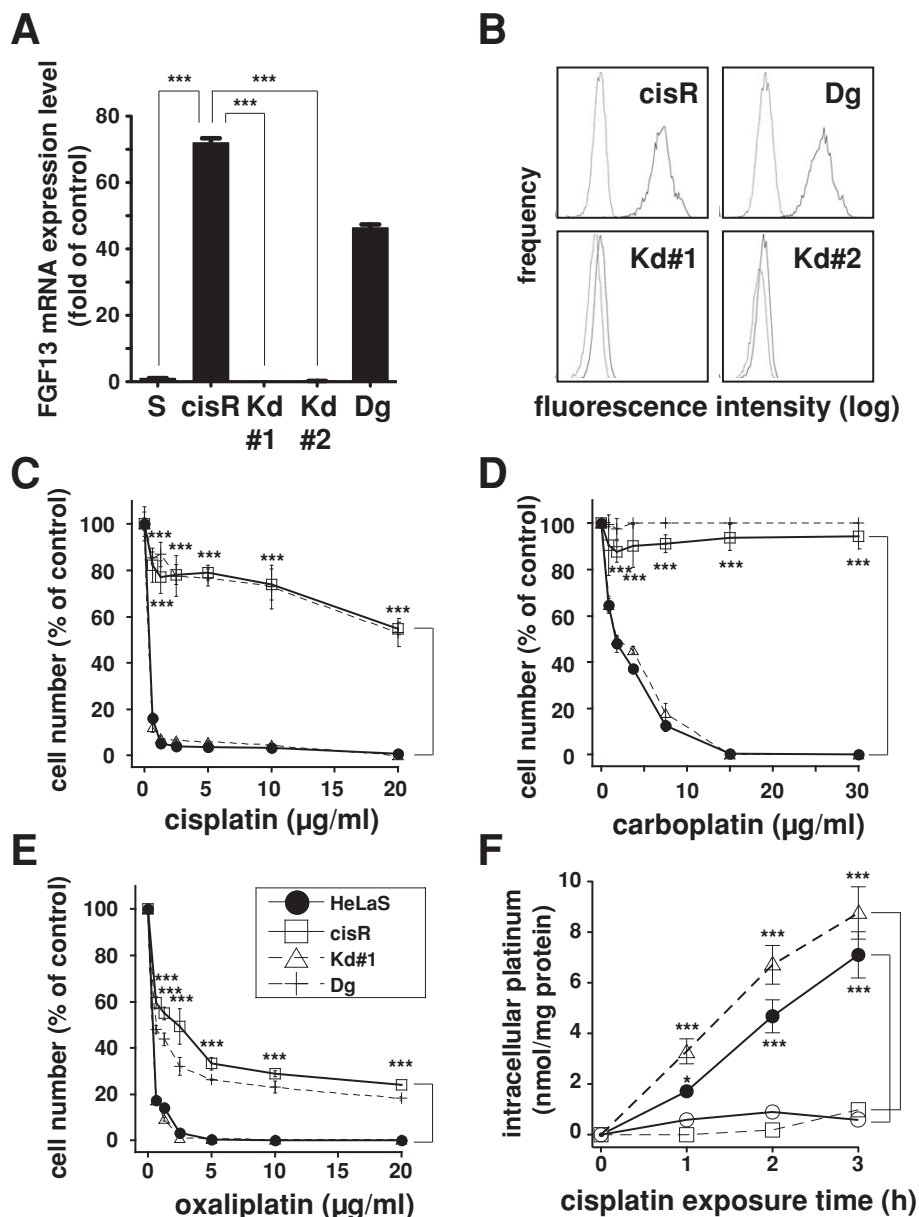 A
FGF13 mRNA expression level
(fold of control)
80
60
40
20
0
***
***
***
S
cisR
Kd
#1
Kd
#2
Dg
B
frequency
cisR
Dg
Kd#1
Kd#2
fluorescence intensity (log)
C
cell number (% of control)
100
80
60
40
20
0
***
***
***
***
***
***
0
5
10
15
20
cisplatin (µg/ml)
D
cell number (% of control)
100
80
60
40
20
0
***
***
***
***
***
0
10
20
30
carboplatin (µg/ml)
E
cell number (% of control)
100
80
60
40
20
0
***
***
***
***
***
***
HeLaS
cisR
Kd#1
Dg
0
5
10
15
20
oxaliplatin (µg/ml)
F
intracellular platinum
(nmol/mg protein)
10
8
6
4
2
0
***
***
***
*
***
***
0
1
2
3
cisplatin exposure time (h)